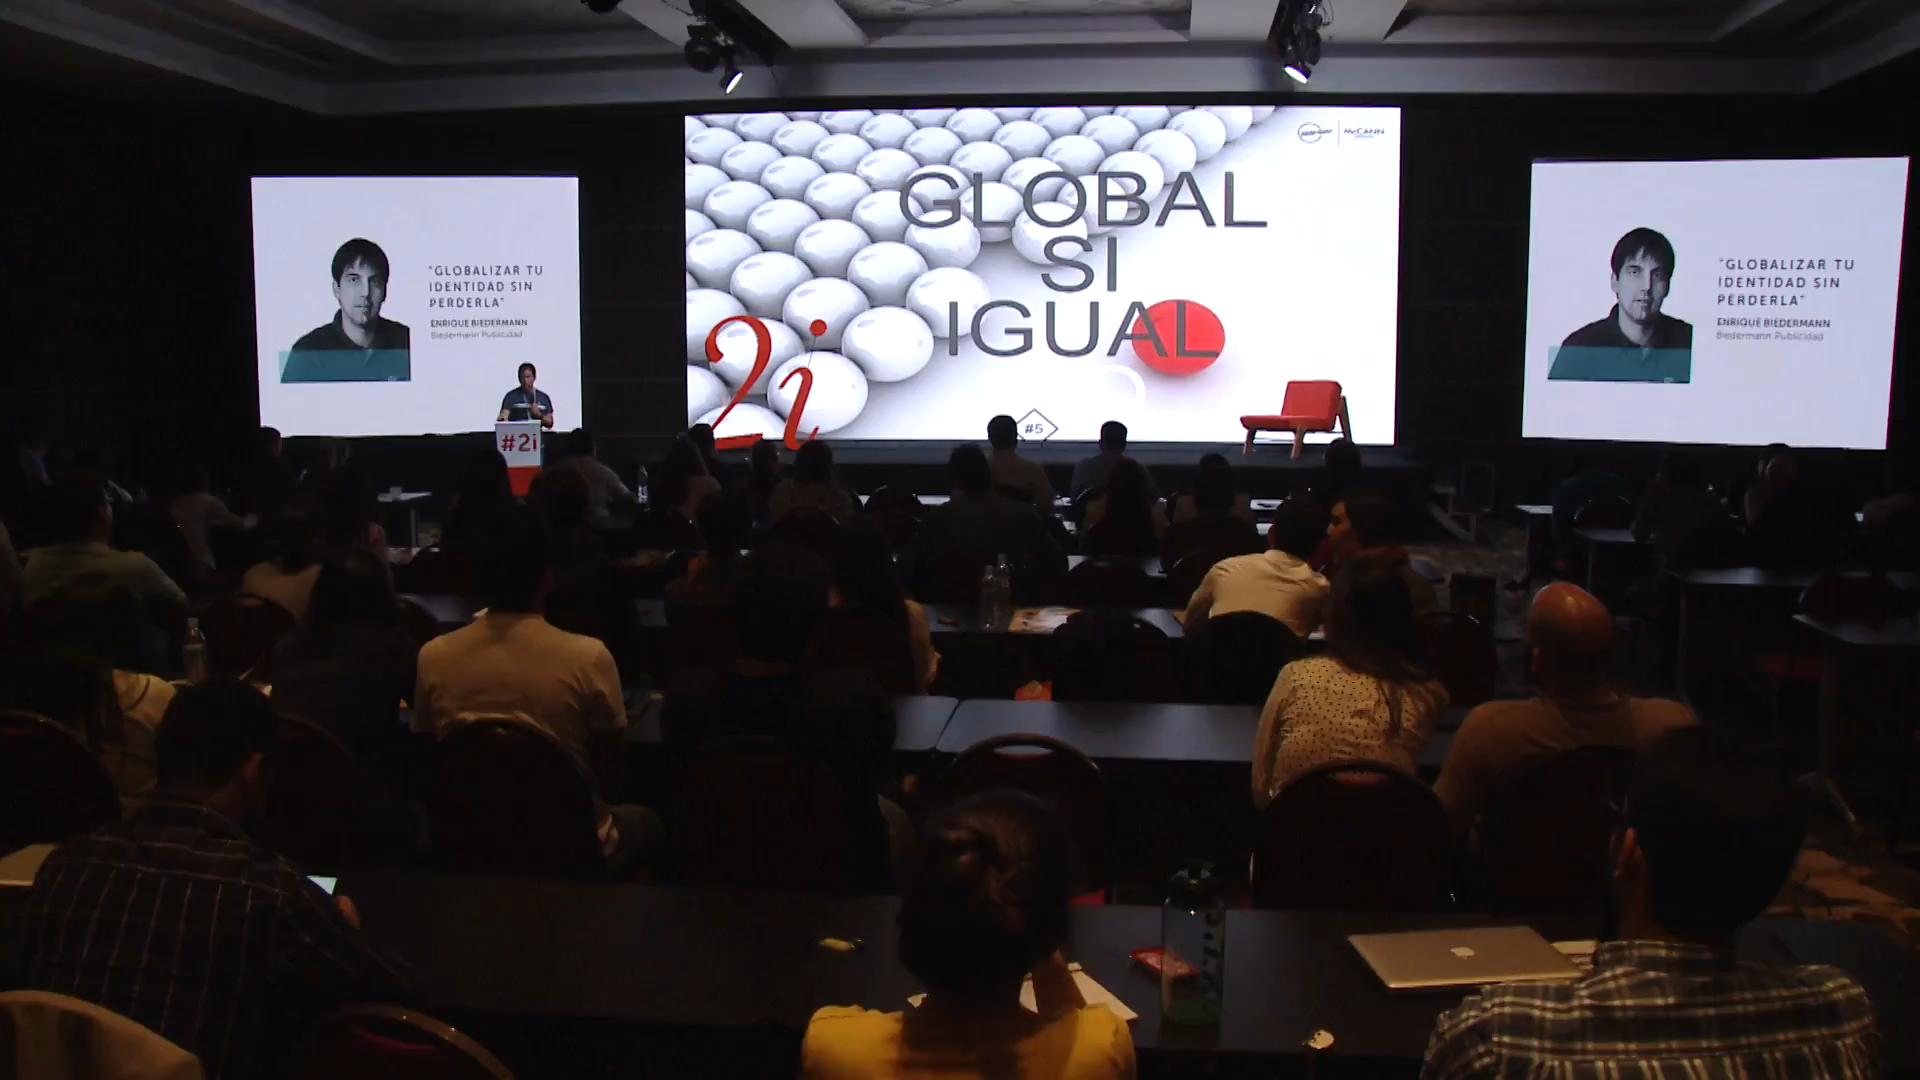 "GLOBALIZAR TU
IDENTIDAD SIN
PERDERLA"
ENRIQUE BIEDERMANN
Biedermann Publicidad
#2i
McCANN
GLOBAL
SI
IGUAL
2i
#5
"GLOBALIZAR TU
IDENTIDAD SIN
PERDERLA"
ENRIQUE BIEDERMANN
Biedermann Publicidad